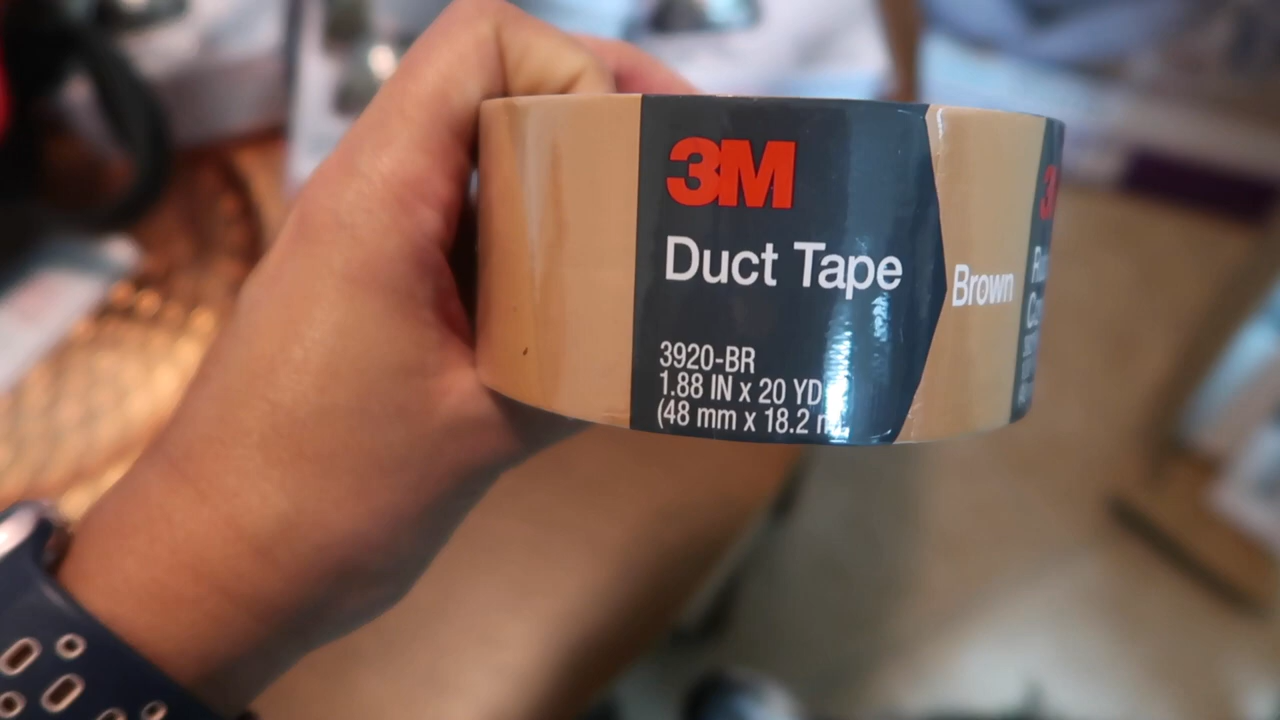 3M
Duct Tape
Brown
3920-BR
1.88 IN x 20 YD
(48 mm x 18.2 m